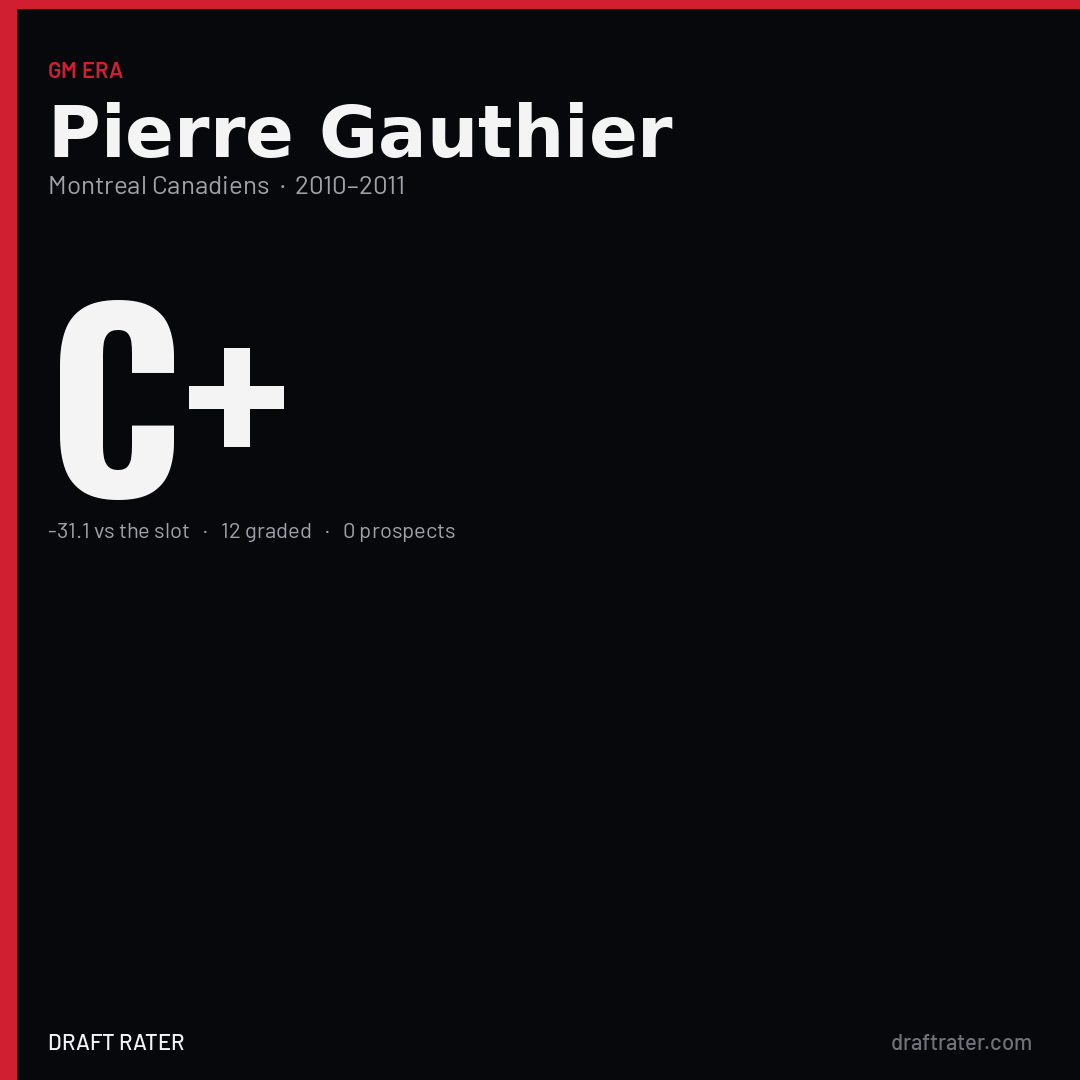 GM ERA
Pierre Gauthier
Montreal Canadiens · 2010–2011
C+
-31.1 vs the slot · 12 graded · 0 prospects
DRAFT RATER
draftrater.com